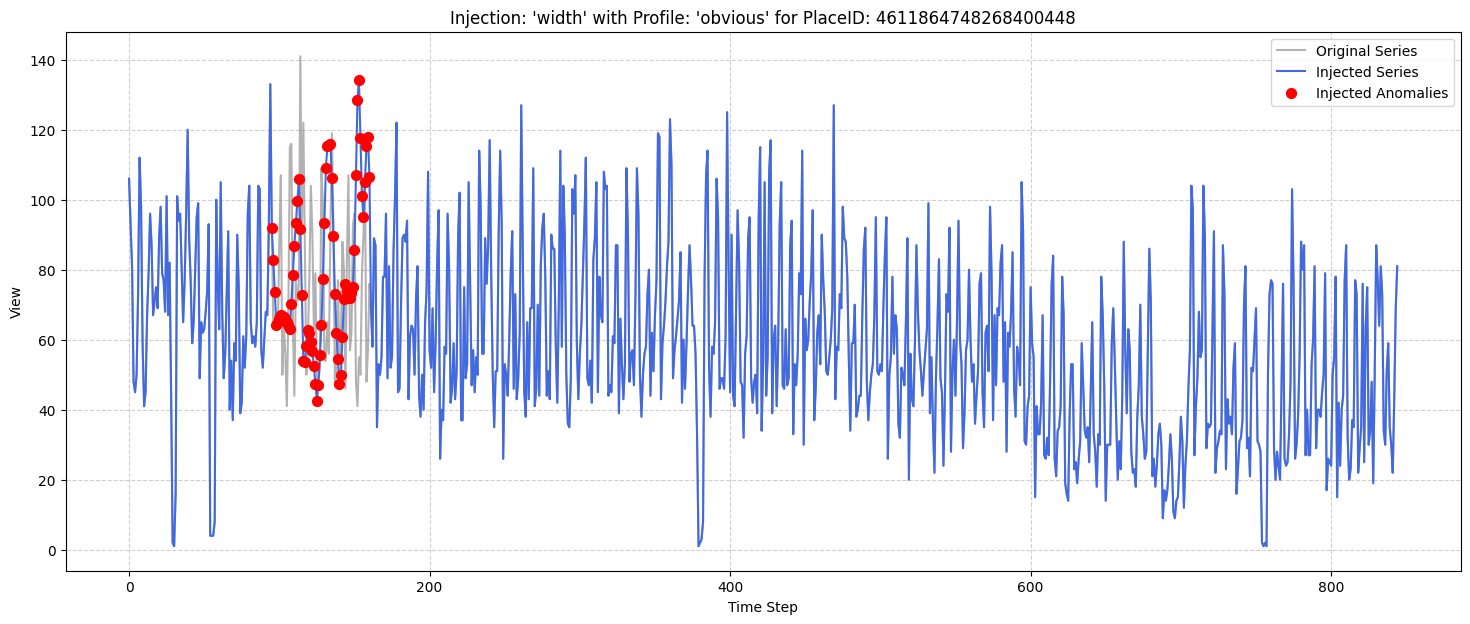 Injection: 'width' with Profile: 'obvious' for PlaceID: 4611864748268400448
Original Series
Injected Series
Injected Anomalies
View
140
120
100
80
60
40
20
0
0
200
400
600
800
Time Step